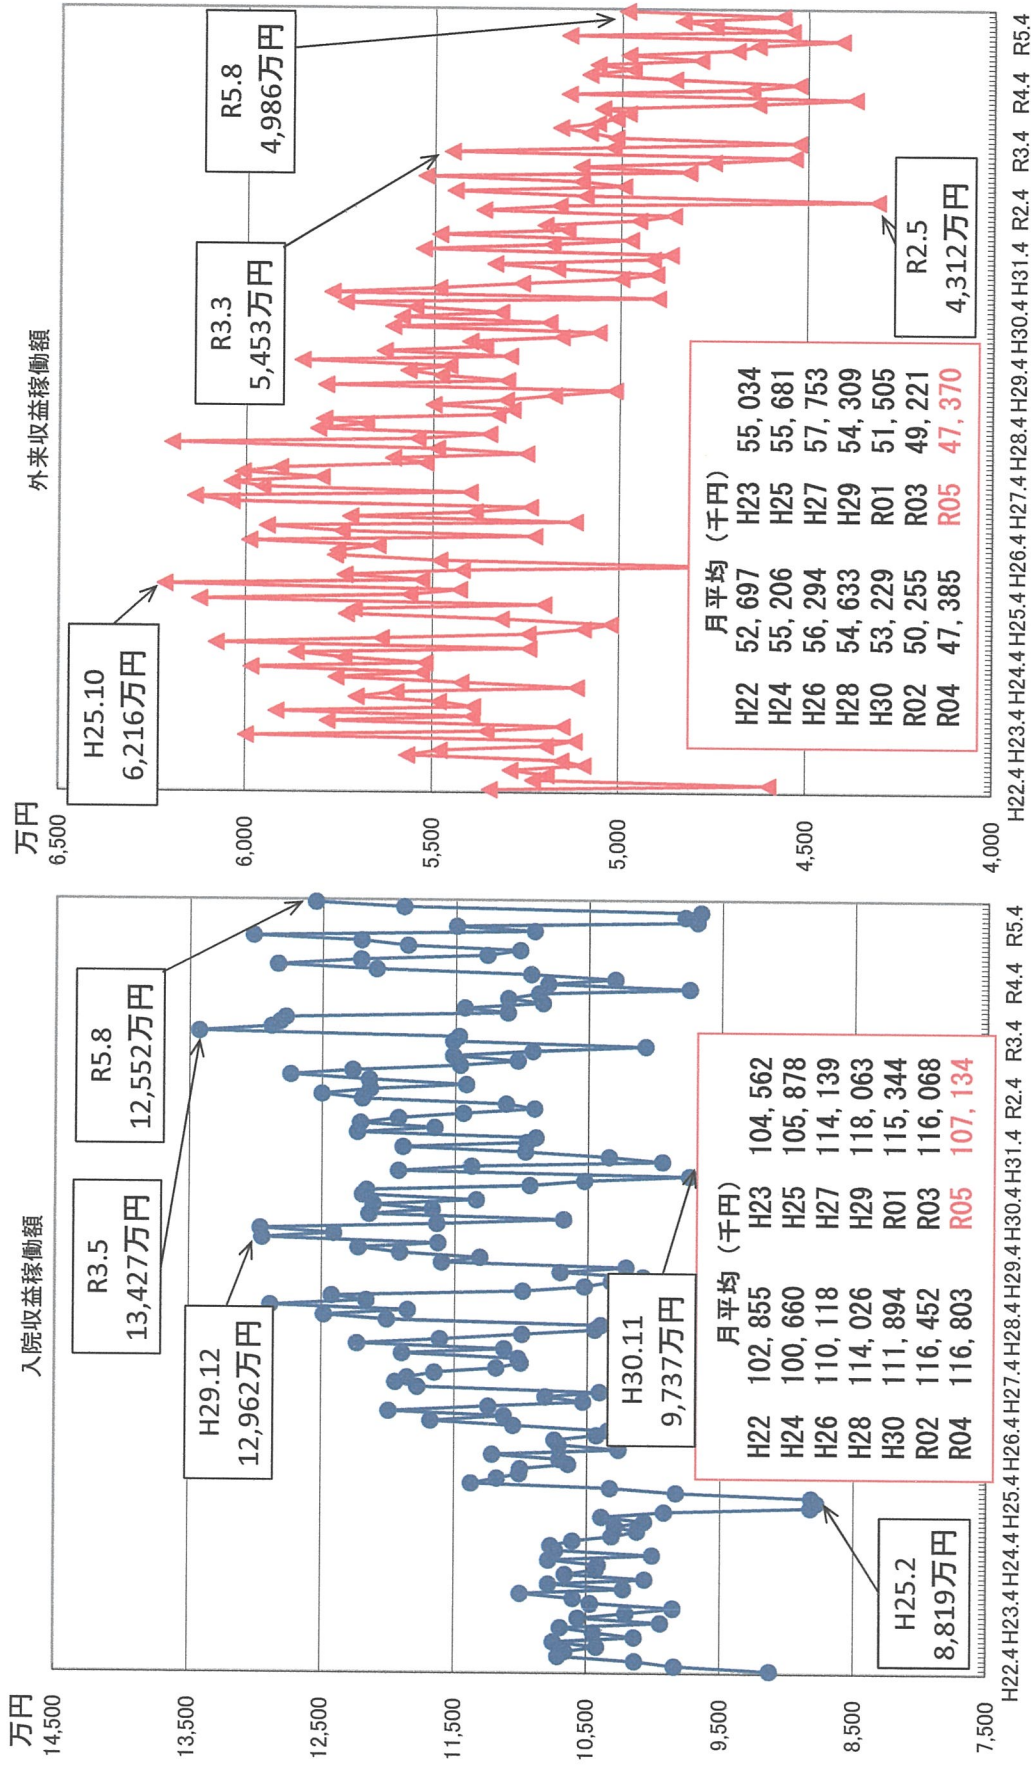 入院収益稼働額
万円
14,500
13,500
12,500
11,500
10,500
9,500
8,500
7,500
R3.5
13,427万円
R5.8
12,552万円
H29.12
12,962万円
H30.11
9,737万円
H25.2
8,819万円
月平均 (千円)
H22 102,855 H23 104,562
H24 100,660 H25 105,878
H26 110,118 H27 114,139
H28 114,026 H29 118,063
H30 111,894 R01 115,344
R02 116,452 R03 116,068
R04 116,803 R05 107,134
H22.4 H23.4 H24.4 H25.4 H26.4 H27.4 H28.4 H29.4 H30.4 H31.4 R2.4 R3.4 R4.4 R5.4
外来収益稼働額
万円
6,500
6,000
5,500
5,000
4,500
4,000
H25.10
6,216万円
R3.3
5,453万円
R5.8
4,986万円
R2.5
4,312万円
月平均 (千円)
H22 52,697 H23 55,034
H24 55,206 H25 55,681
H26 56,294 H27 57,753
H28 54,633 H29 54,309
H30 53,229 R01 51,505
R02 50,255 R03 49,221
R04 47,385 R05 47,370
H22.4 H23.4 H24.4 H25.4 H26.4 H27.4 H28.4 H29.4 H30.4 H31.4 R2.4 R3.4 R4.4 R5.4